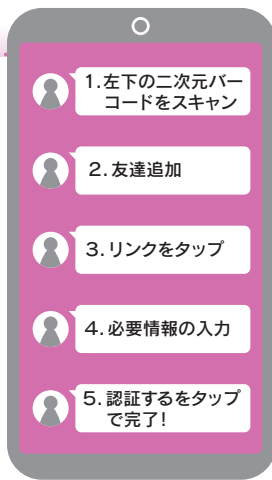 1.左下の二次元バー
コードをスキャン
2.友達追加
3.リンクをタップ
4.必要情報の入力
5.認証するをタップ
で完了!